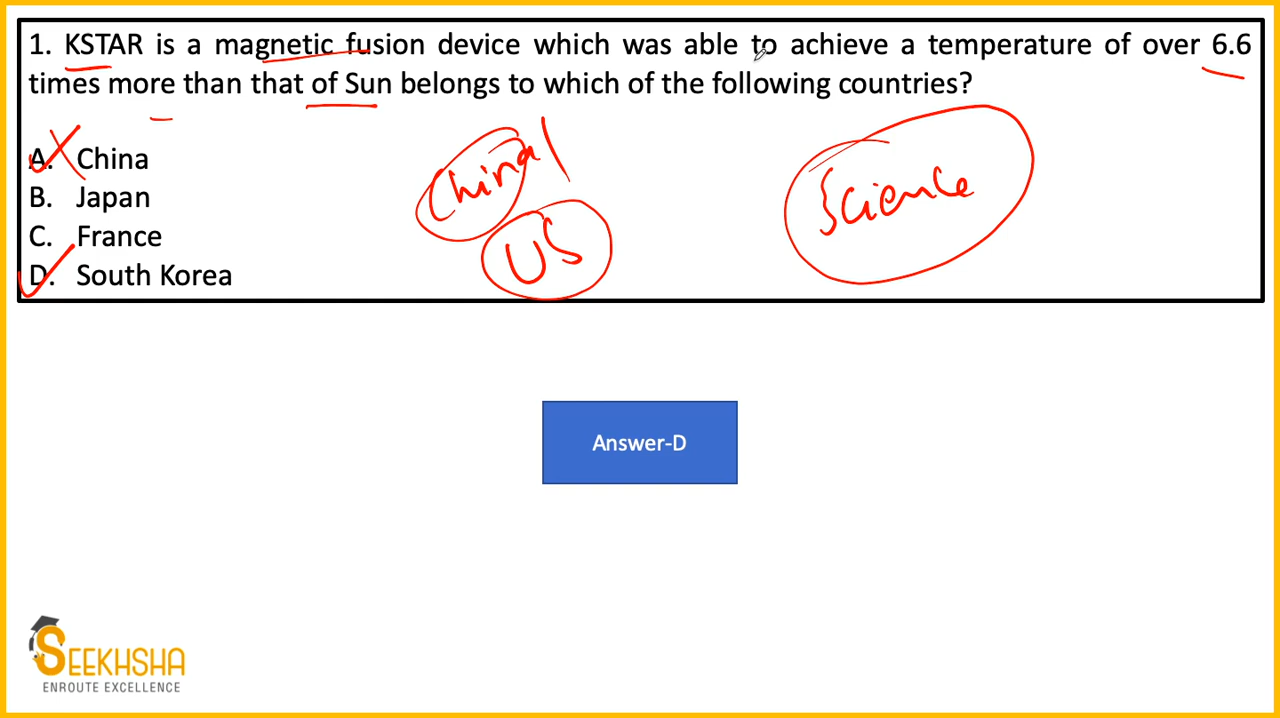 1. KSTAR is a magnetic fusion device which was able to achieve a temperature of over 6.6
times more than that of Sun belongs to which of the following countries?
A. China
B. Japan
C. France
D. South Korea
China
US
Science
Answer-D
SEEKHSHA
ENROUTE EXCELLENCE